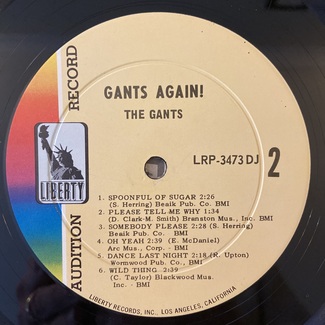 GANTS AGAIN!
THE GANTS
LRP-3473 DJ
2
AUDITION RECORD
LIBERTY
1. SPOONFUL OF SUGAR 2:26
(S. Herring) Bealk Pub. Co. BMI
2. PLEASE TELL ME WHY 1:34
(D. Clark-M. Smith) Branston Mus., Inc. BMI
3. SOMEBODY PLEASE 2:28 (S. Herring)
Bealk Pub. Co. - BMI
4. OH YEAH 2:39 (E. McDaniel)
Arc Mus., Corp. - BMI
5. DANCE LAST NIGHT 2:18 (R. Upton)
Wormwood Pub. Co., BMI
6. WILD THING 2:39
(C. Taylor) Blackwood Mus.
Inc. - BMI
LIBERTY RECORDS, INC., LOS ANGELES, CALIFORNIA